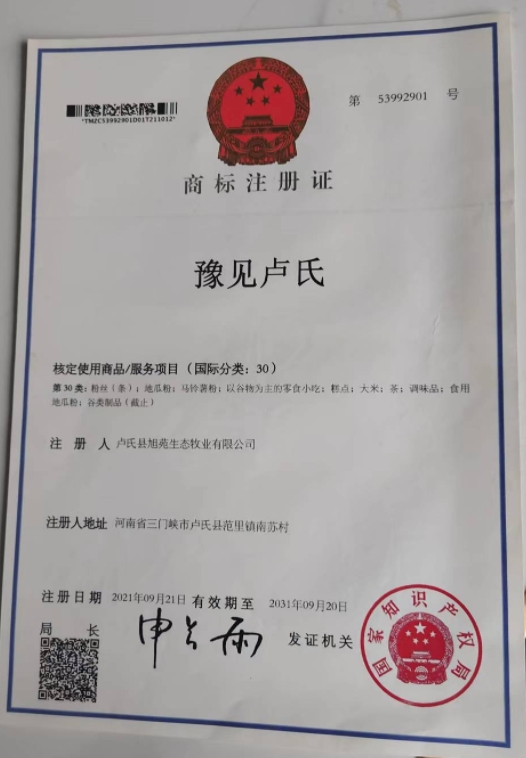 第 53992901 号
*TMZC53992901D01T211012*
商标注册证
豫见卢氏
核定使用商品/服务项目（国际分类：30）
第30类：粉丝（条）；地瓜粉；马铃薯粉；以谷物为主的零食小吃；糕点；大米；茶；调味品；食用
地瓜粉；谷类制品（截止）
注册人 卢氏县旭苑生态牧业有限公司
注册人地址 河南省三门峡市卢氏县范里镇南苏村
注册日期 2021年09月21日 有效期至 2031年09月20日
局长 申长雨 发证机关
国家知识产权局